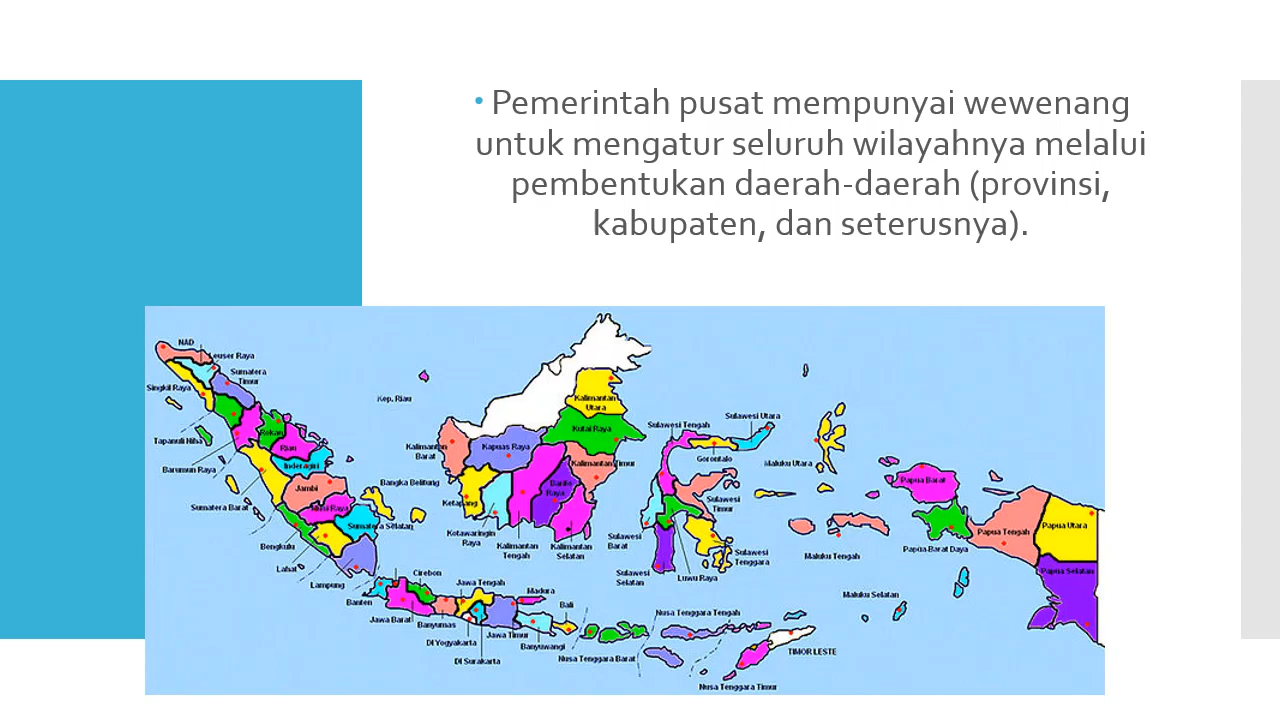 • Pemerintah pusat mempunyai wewenang
untuk mengatur seluruh wilayahnya melalui
pembentukan daerah-daerah (provinsi,
kabupaten, dan seterusnya).
NAD
Leuser Raya
Sumatera
Timur
Singkil Raya
Kep. Riau
Tapanuli Niha
Rokan
Riau
Barumun Raya
Inderagiri
Jambi
Bangka Belitung
Sumatera Barat
Musi Raya
Sumatera Selatan
Bengkulu
Lahat
Lampung
Kalimantan
Utara
Kutai Raya
Kalimantan
Barat
Kapuas Raya
Kalimantan Timur
Ketapang
Barito
Raya
Kotawaringin
Raya
Kalimantan
Tengah
Kalimantan
Selatan
Sulawesi Utara
Sulawesi Tengah
Gorontalo
Maluku Utara
Sulawesi
Timur
Sulawesi
Barat
Sulawesi
Tenggara
Sulawesi
Selatan
Luwu Raya
Papua Barat
Papua Barat Daya
Papua Tengah
Papua Utara
Papua Selatan
Maluku Tengah
Maluku Selatan
Cirebon
Jawa Tengah
Madura
Banten
Bali
Jawa Barat
Banyumas
DI Yogyakarta
Jawa Timur
DI Surakarta
Banyuwangi
Nusa Tenggara Tengah
Nusa Tenggara Barat
TIMOR LESTE
Nusa Tenggara Timur